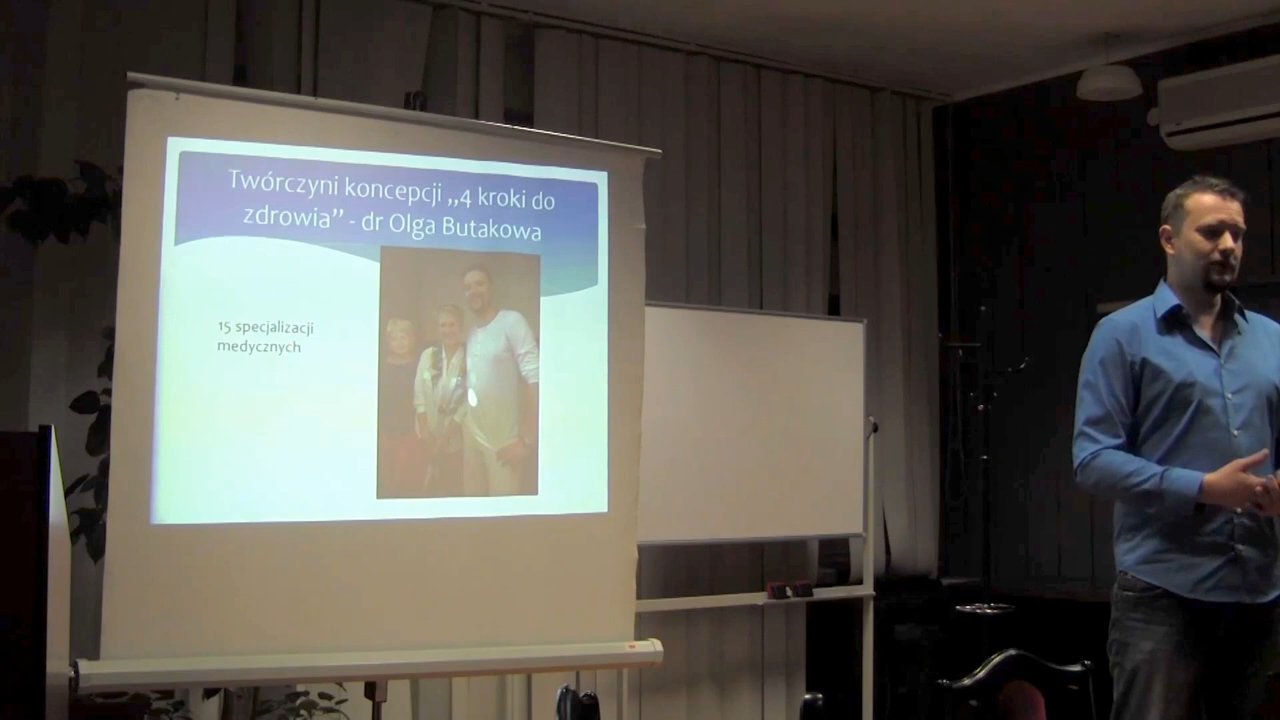 Twórczyni koncepcji „4 kroki do
zdrowia” - dr Olga Butakowa
15 specjalizacji
medycznych